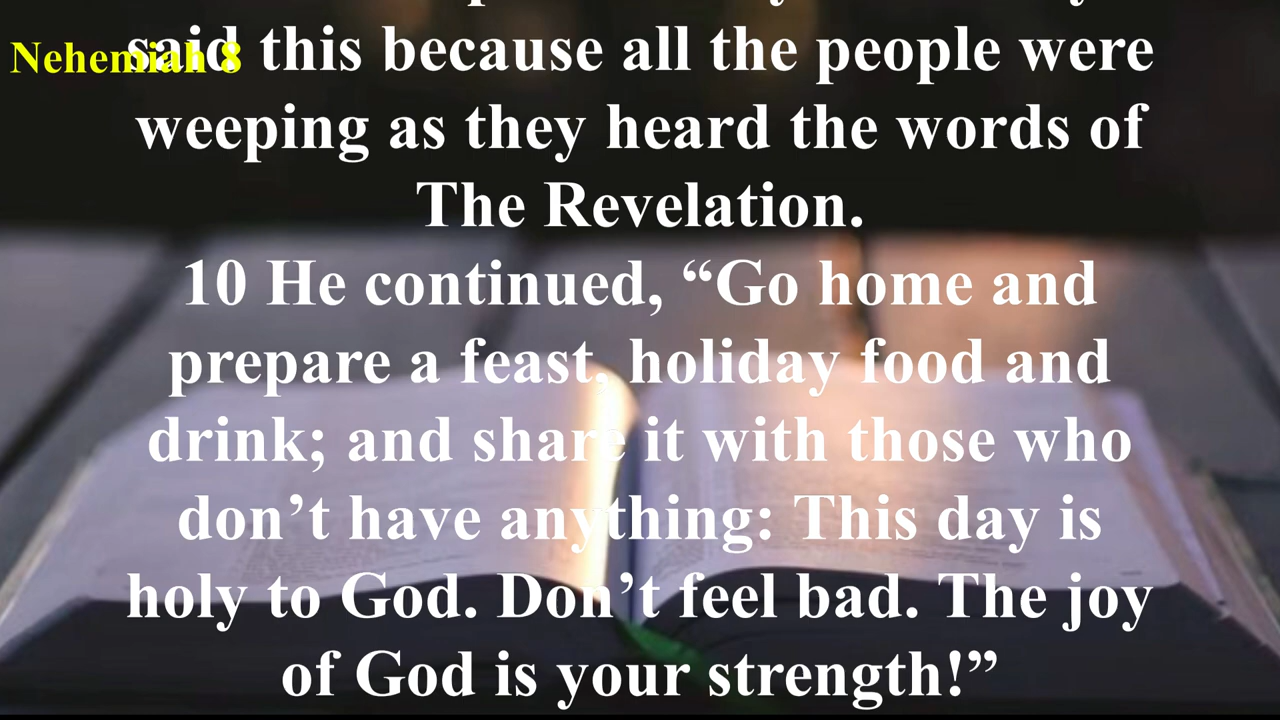 Nehemiah 8
said this because all the people were
weeping as they heard the words of
The Revelation.
10 He continued, “Go home and
prepare a feast, holiday food and
drink; and share it with those who
don’t have anything: This day is
holy to God. Don’t feel bad. The joy
of God is your strength!”